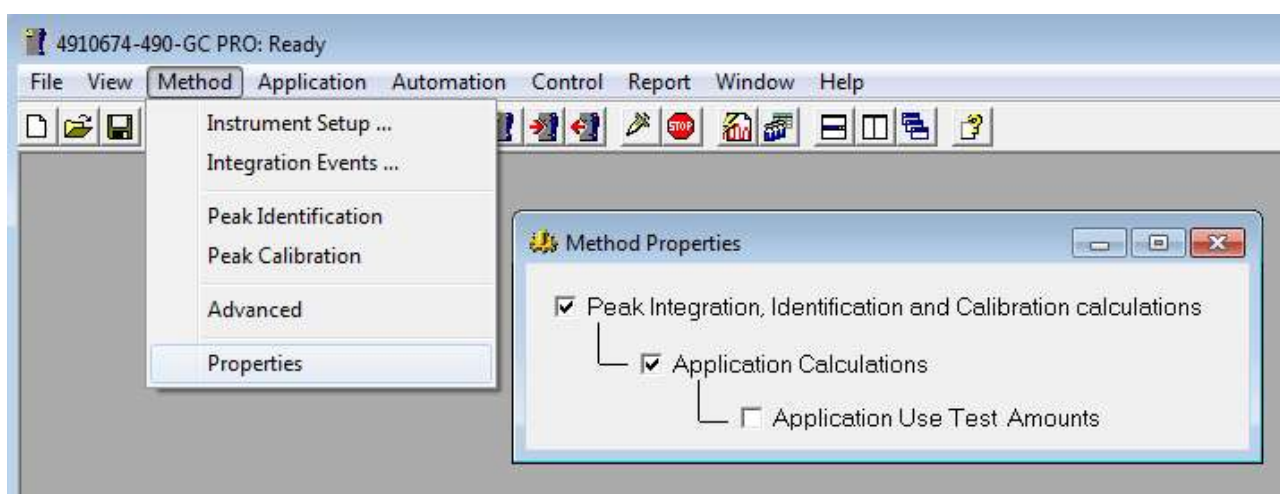 4910674-490-GC PRO: Ready
File View Method Application Automation Control Report Window Help
Instrument Setup ...
STOP
Integration Events ...
Peak Identification
Peak Calibration
Advanced
Properties
Method Properties
Peak Integration, Identification and Calibration calculations
Application Calculations
Application Use Test Amounts